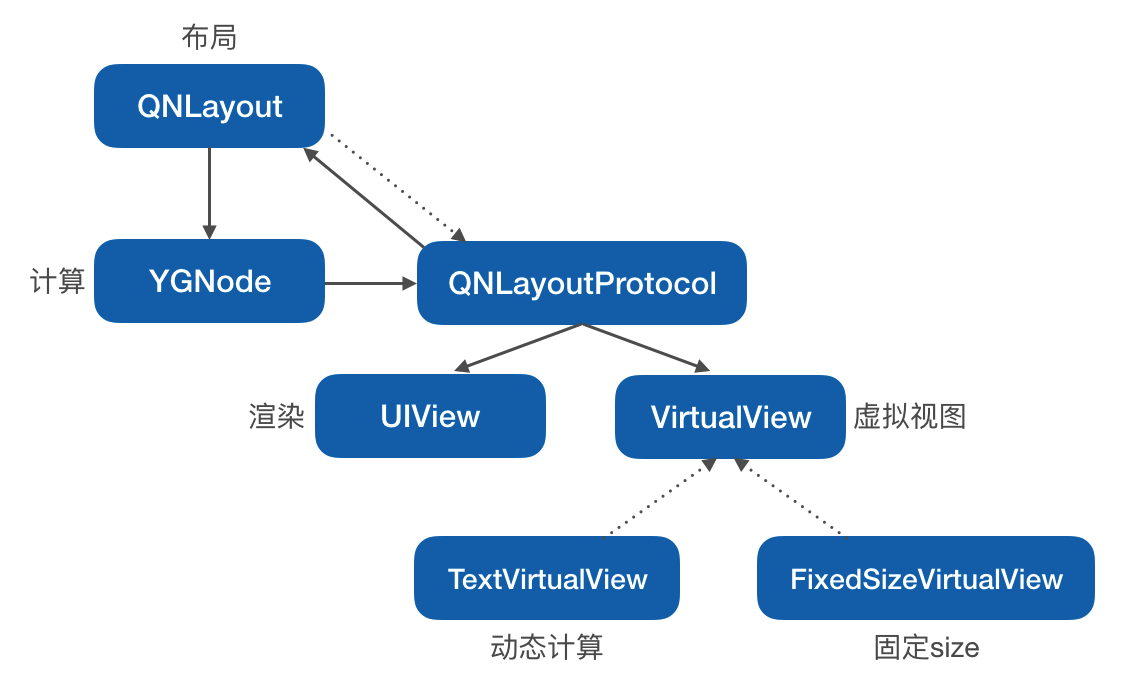 布局
QNLayout
计算
YGNode
QNLayoutProtocol
渲染
UIView
VirtualView
虚拟视图
TextVirtualView
FixedSizeVirtualView
动态计算
固定size